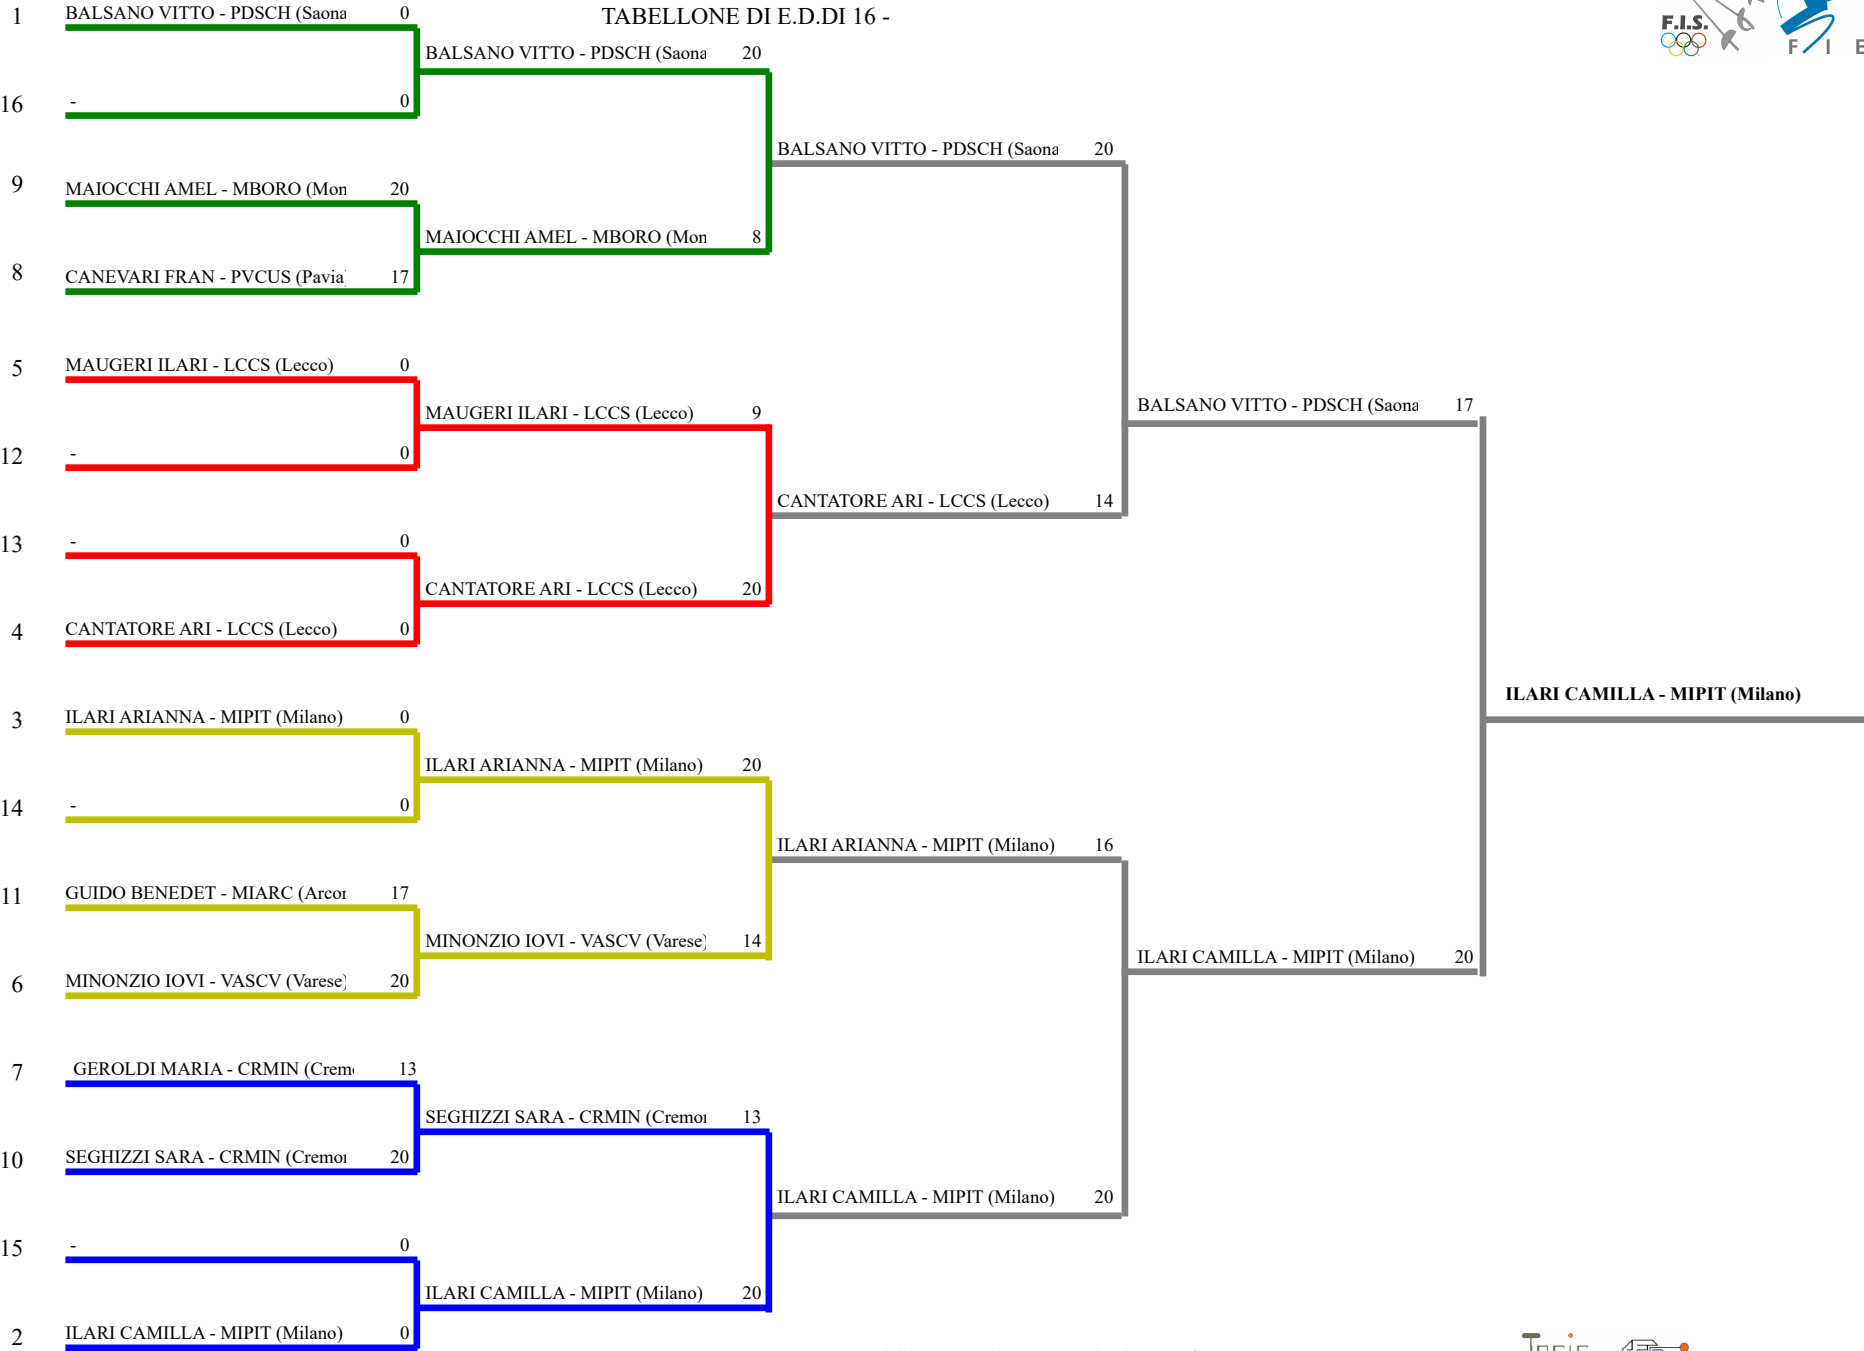 TABELLONE DI E.D.DI 16 -
F.I.S.
F I E
1 BALSANO VITTO - PDSCH (Saona 0
BALSANO VITTO - PDSCH (Saona 20
16 - 0
BALSANO VITTO - PDSCH (Saona 20
9 MAIOCCHI AMEL - MBORO (Mon 20
MAIOCCHI AMEL - MBORO (Mon 8
8 CANEVARI FRAN - PVCUS (Pavia 17
5 MAUGERI ILARI - LCCS (Lecco) 0
BALSANO VITTO - PDSCH (Saona 17
MAUGERI ILARI - LCCS (Lecco) 9
12 - 0
CANTATORE ARI - LCCS (Lecco) 14
13 - 0
CANTATORE ARI - LCCS (Lecco) 20
4 CANTATORE ARI - LCCS (Lecco) 0
ILARI CAMILLA - MIPIT (Milano)
3 ILARI ARIANNA - MIPIT (Milano) 0
ILARI ARIANNA - MIPIT (Milano) 20
14 - 0
ILARI ARIANNA - MIPIT (Milano) 16
11 GUIDO BENEDET - MIARC (Arcor 17
MINONZIO IOVI - VASCV (Varese) 14
ILARI CAMILLA - MIPIT (Milano) 20
6 MINONZIO IOVI - VASCV (Varese) 20
7 GEROLDI MARIA - CRMIN (Crem 13
SEGHIZZI SARA - CRMIN (Cremo 13
10 SEGHIZZI SARA - CRMIN (Cremo 20
ILARI CAMILLA - MIPIT (Milano) 20
15 - 0
ILARI CAMILLA - MIPIT (Milano) 20
2 ILARI CAMILLA - MIPIT (Milano) 0